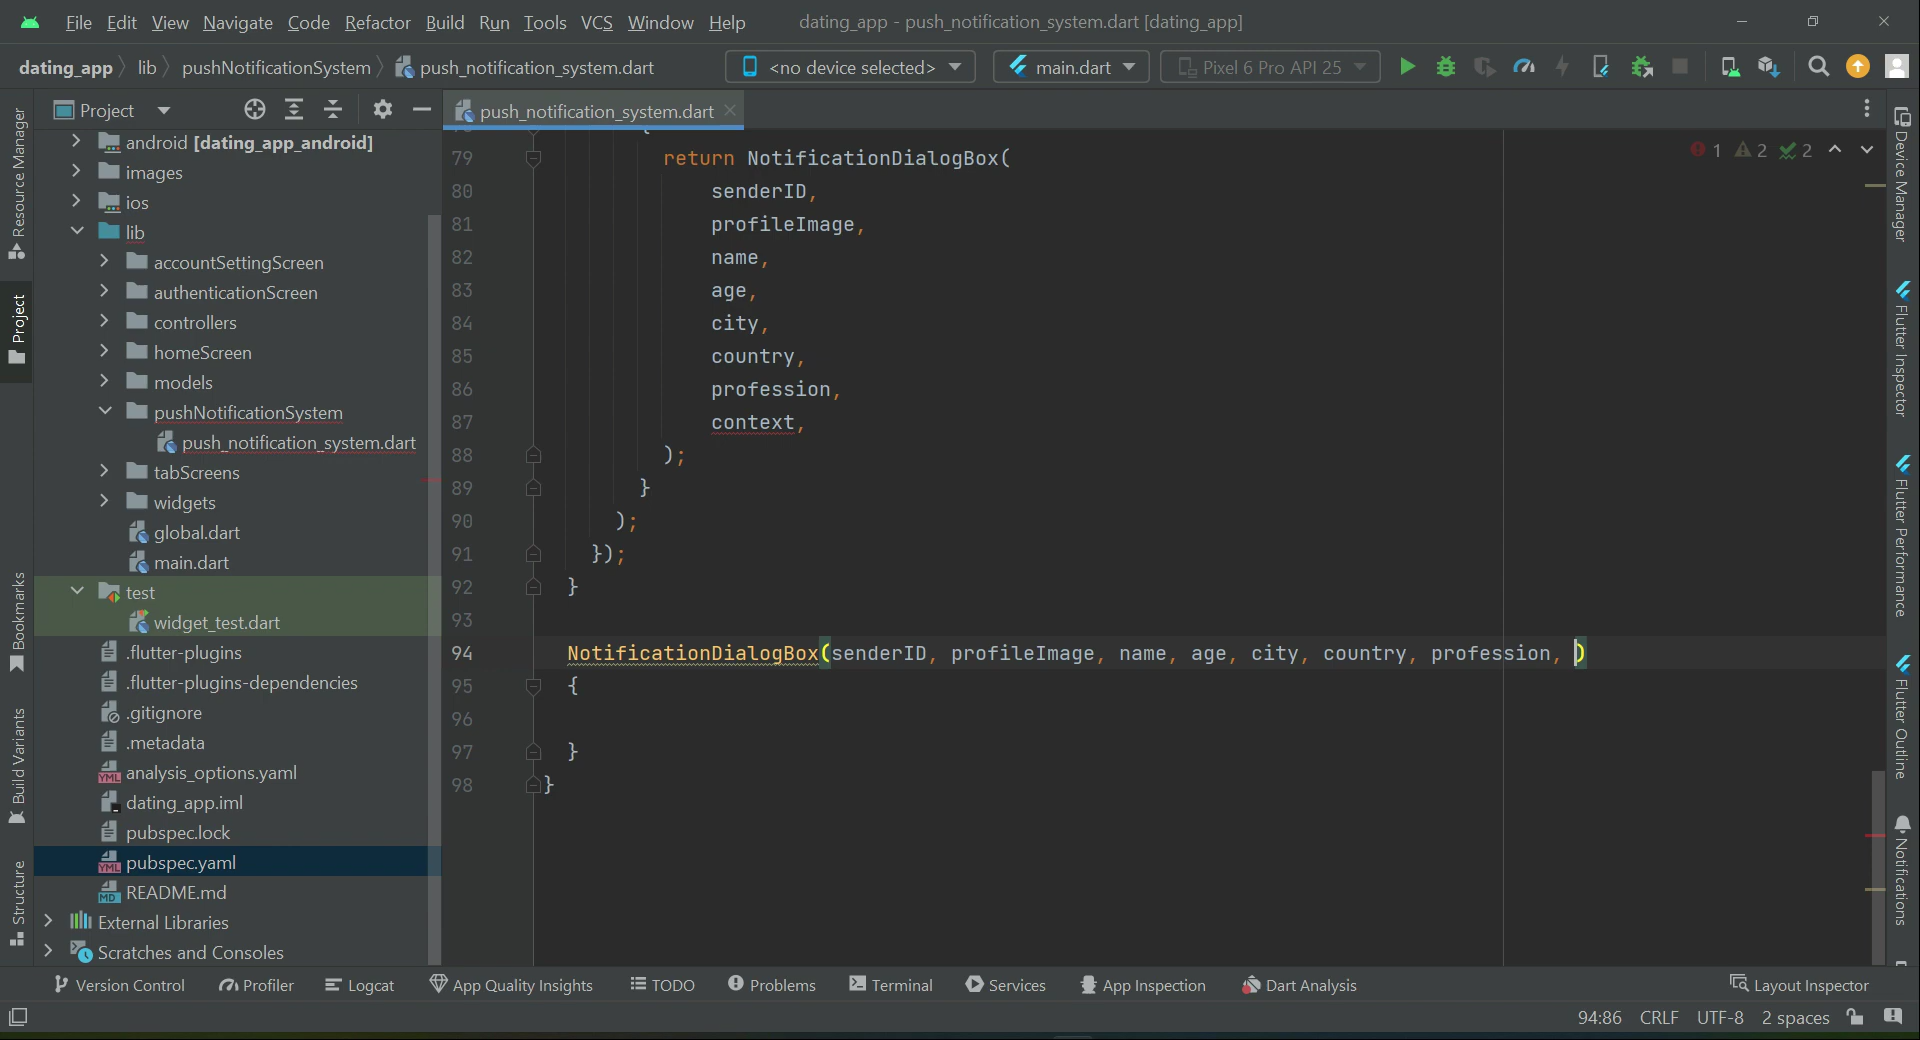 File Edit View Navigate Code Refactor Build Run Tools VCS Window Help dating_app - push_notification_system.dart [dating_app]
dating_app lib pushNotificationSystem push_notification_system.dart <no device selected> main.dart Pixel 6 Pro API 25
Project
push_notification_system.dart
android [dating_app_android]
images
ios
lib
accountSettingScreen
authenticationScreen
controllers
homeScreen
models
pushNotificationSystem
push_notification_system.dart
tabScreens
widgets
global.dart
main.dart
test
widget_test.dart
.flutter-plugins
.flutter-plugins-dependencies
.gitignore
.metadata
analysis_options.yaml
dating_app.iml
pubspec.lock
pubspec.yaml
README.md
External Libraries
Scratches and Consoles
Resource Manager
Project
Bookmarks
Build Variants
Structure
1 2 2
79 return NotificationDialogBox(
80 senderID,
81 profileImage,
82 name,
83 age,
84 city,
85 country,
86 profession,
87 context,
88 );
89 }
90 );
91 });
92 }
93
94 NotificationDialogBox(senderID, profileImage, name, age, city, country, profession, )
95 {
96
97 }
98 }
Device Manager
Flutter Inspector
Flutter Performance
Flutter Outline
Notifications
Version Control Profiler Logcat App Quality Insights TODO Problems Terminal Services App Inspection Dart Analysis Layout Inspector
94:86 CRLF UTF-8 2 spaces